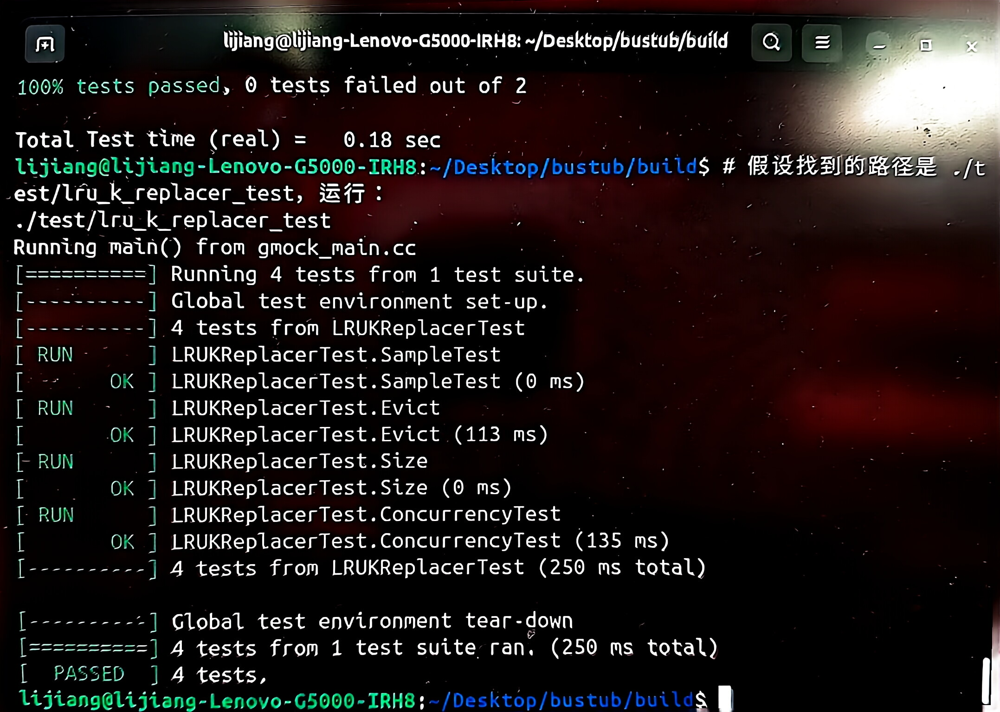 lijiang@lijiang-Lenovo-G5000-IRH8: ~/Desktop/bustub/build
100% tests passed, 0 tests failed out of 2
Total Test time (real) =   0.18 sec
lijiang@lijiang-Lenovo-G5000-IRH8:~/Desktop/bustub/build$ # 假设找到的路径是 ./t
est/lru_k_replacer_test, 运行：
./test/lru_k_replacer_test
Running main() from gmock_main.cc
[==========] Running 4 tests from 1 test suite.
[----------] Global test environment set-up.
[----------] 4 tests from LRUKReplacerTest
[ RUN      ] LRUKReplacerTest.SampleTest
[       OK ] LRUKReplacerTest.SampleTest (0 ms)
[ RUN      ] LRUKReplacerTest.Evict
[       OK ] LRUKReplacerTest.Evict (113 ms)
[ RUN      ] LRUKReplacerTest.Size
[       OK ] LRUKReplacerTest.Size (0 ms)
[ RUN      ] LRUKReplacerTest.ConcurrencyTest
[       OK ] LRUKReplacerTest.ConcurrencyTest (135 ms)
[----------] 4 tests from LRUKReplacerTest (250 ms total)
[----------] Global test environment tear-down
[==========] 4 tests from 1 test suite ran. (250 ms total)
[  PASSED  ] 4 tests.
lijiang@lijiang-Lenovo-G5000-IRH8:~/Desktop/bustub/build$